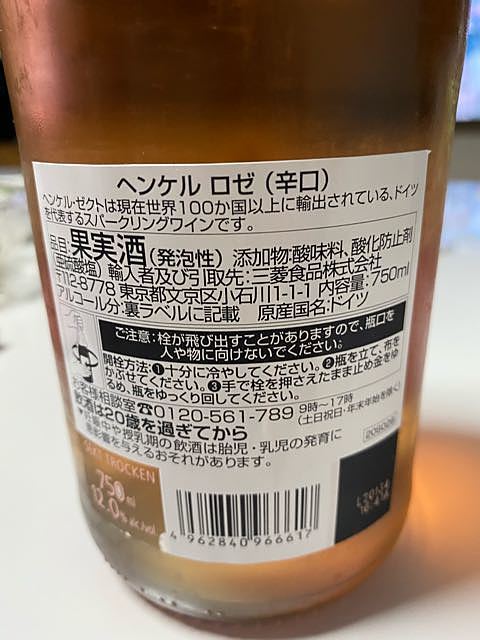 ヘンケル ロゼ (辛口)
ヘンケル・ゼクトは現在世界100か国以上に輸出されている、ドイツ
を代表するスパークリングワインです。
品目:果実酒(発泡性) 添加物:酸味料、酸化防止剤
(亜硫酸塩) 輸入者及び引取先:三菱食品株式会社
〒112-8778 東京都文京区小石川1-1-1 内容量:750ml
アルコール分:裏ラベルに記載 原産国名:ドイツ
ご注意:栓が飛び出すことがありますので、瓶口を
人や物に向けないでください。
開栓方法:❶十分に冷やしてください。❷瓶を立て、布を
かぶせてください。❸手で栓を押さえたまま止め金をゆ
るめ、瓶をゆっくり回してください。
お客様相談室☎0120-561-789 9時～17時
(土日祝日・年末年始を除く)
▼飲酒は20歳を過ぎてから
妊娠中や授乳期の飲酒は胎児・乳児の発育に
影響を与えるおそれがあります。
SEKT TROCKEN
750 ml
12.0% alc/vol
4 962840 966617